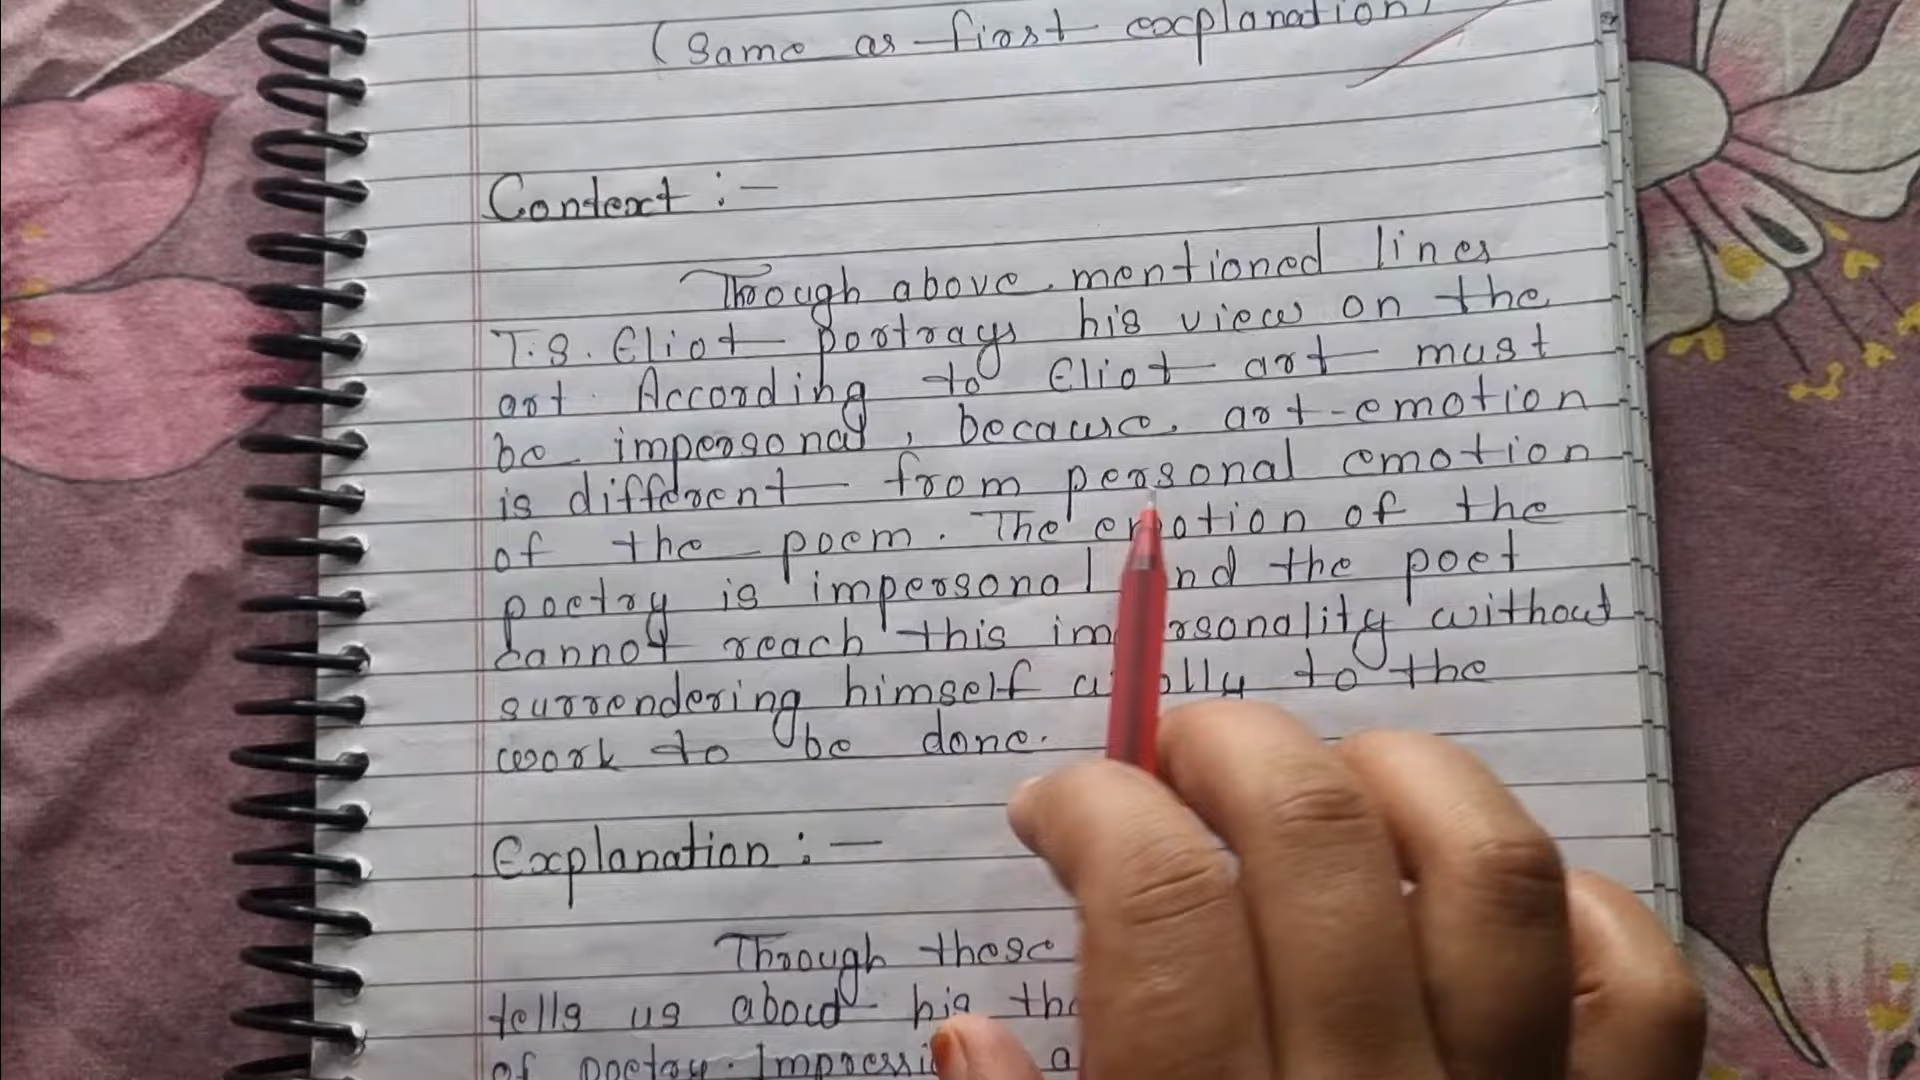 (Same as first explanation)
Context :-
Through above mentioned lines
T.S. Eliot portrays his view on the
art. According to Eliot art must
be impersonal, because, art-emotion
is different from personal emotion
of the poem. The emotion of the
poetry is impersonal and the poet
cannot reach this impersonality without
surrendering himself wholly to the
work to be done.
Explanation :-
Through these
tells us about his
of poetry.